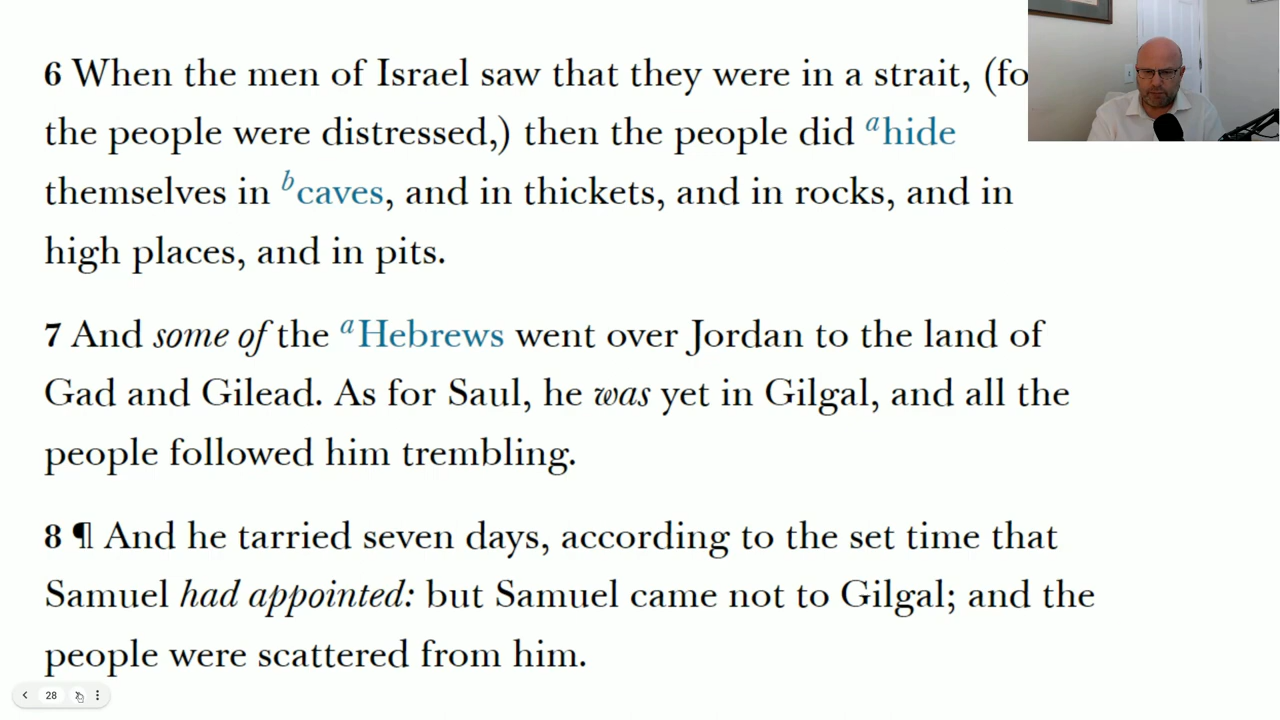 6 When the men of Israel saw that they were in a strait, (fo
the people were distressed,) then the people did ᵃhide
themselves in ᵇcaves, and in thickets, and in rocks, and in
high places, and in pits.
7 And some of the ᵃHebrews went over Jordan to the land of
Gad and Gilead. As for Saul, he was yet in Gilgal, and all the
people followed him trembling.
8 ¶ And he tarried seven days, according to the set time that
Samuel had appointed: but Samuel came not to Gilgal; and the
people were scattered from him.
28